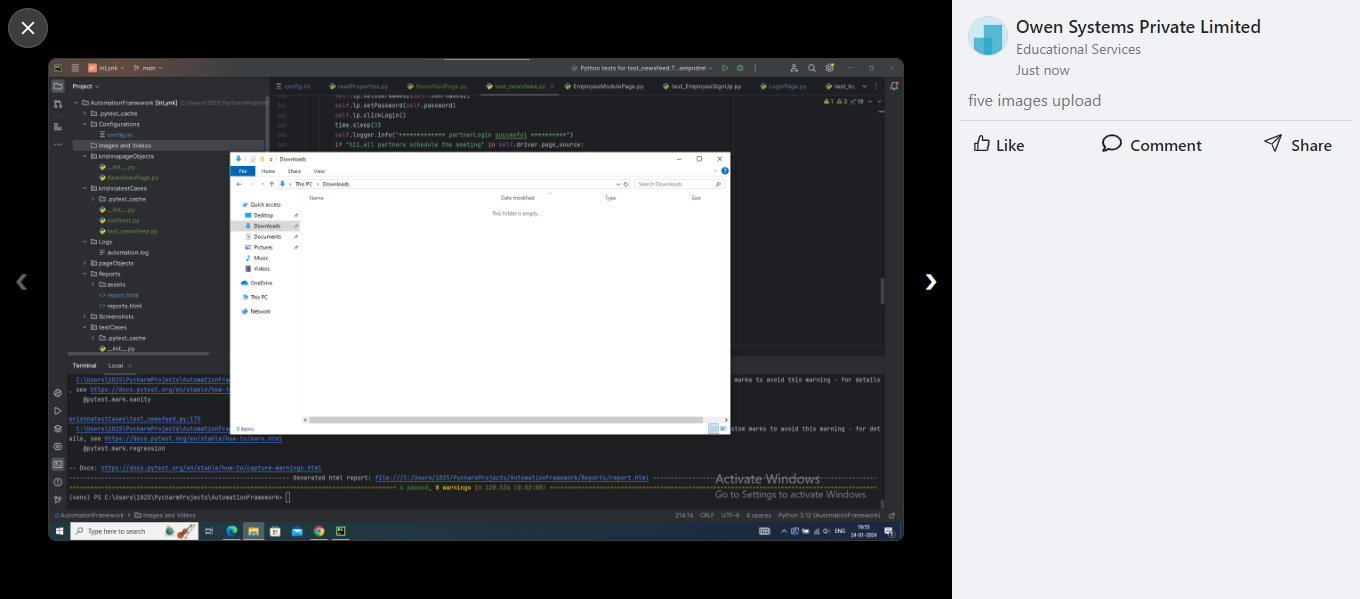 Owen Systems Private Limited
Educational Services
Just now
five images upload
Like
Comment
Share
InLynk
main
Python tests for test_newsfeed.T...empndrei
Project
config.ini
readProperties.py
NewsfeedPage.py
test_newsfeed.py
EmployeeModulePage.py
test_EmployeeSignUp.py
LoginPage.py
AutomationFramework [InLynk]
.pytest_cache
Configurations
config.ini
Images and Videos
krishnapageObjects
__init__.py
NewsfeedPage.py
krishnatestCases
.pytest_cache
__init__.py
conftest.py
test_newsfeed.py
Logs
automation.log
pageObjects
Reports
assets
report.html
reports.html
Screenshots
testCases
.pytest_cache
__init__.py
self.lp.setPassword(self.password)
self.lp.clickLogin()
time.sleep(3)
self.logger.info("************* partnerLogin succesful **********")
if "hii,all partners schedule the meeting" in self.driver.page_source:
Downloads
File
Home
Share
View
This PC
Downloads
Search Downloads
Name
Date modified
Type
Size
This folder is empty.
Quick access
Desktop
Downloads
Documents
Pictures
Music
Videos
OneDrive
This PC
Network
0 items
Terminal
Local
C:\Users\1025\PycharmProjects\AutomationFra
marks to avoid this warning - for details
, see https://docs.pytest.org/en/stable/how-t
@pytest.mark.sanity
krishnatestCases\test_newsfeed.py:175
C:\Users\1025\PycharmProjects\AutomationFra
stom marks to avoid this warning - for det
ails, see https://docs.pytest.org/en/stable/how-to/mark.html
@pytest.mark.regression
-- Docs: https://docs.pytest.org/en/stable/how-to/capture-warnings.html
Generated html report: file:///C:/Users/1025/PycharmProjects/AutomationFramework/Reports/report.html
4 passed, 8 warnings in 128.53s (0:02:08)
(venv) PS C:\Users\1025\PycharmProjects\AutomationFramework>
Activate Windows
Go to Settings to activate Windows.
AutomationFramework > Images and Videos
214:14
CRLF
UTF-8
4 spaces
Python 3.12 (AutomationFramework)
Type here to search
ENG
16:55
24-01-2024